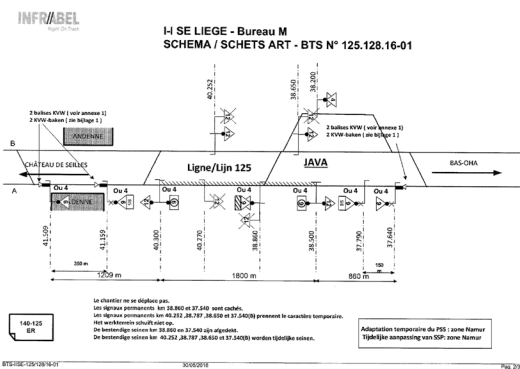 INFRABEL
Right On Track
I-I SE LIEGE - Bureau M
SCHEMA / SCHETS ART - BTS N° 125.128.16-01
40.252
38.650
38.200
2 balises KVW ( voir annexe 1)
2 KVW-baken ( zie bijlage 1 )
ANDENNE
2 balises KVW ( voir annexe 1)
2 KVW-baken ( zie bijlage 1 )
B
CHÂTEAU DE SEILLES
Ligne/Lijn 125
JAVA
BAS-OHA
A
Ou 4
Ou 4
Ou 4
Ou 4
Ou 4
Ou 4
Ou 4
DENNE
41.509
41.159
40.300
40.270
38.860
38.500
37.790
37.640
350 m
150 m
1209 m
1800 m
860 m
Le chantier ne se déplace pas.
Les signaux permanents km 38.860 et 37.540 sont cachés.
Les signaux permanents km 40.252 ,38.787 ,38.650 et 37.540(B) prennent le caractère temporaire.
Het werkterrein schuift niet op.
De bestendige seinen km 38.860 en 37.540 zijn afgedekt.
De bestendige seinen km 40.252 ,38.787 ,38.650 et 37.540(B) worden tijdelijke seinen.
140-125
ER
Adaptation temporaire du PSS : zone Namur
Tijdelijke aanpassing van SSP: zone Namur
BTS-IISE-125/128/16-01
30/05/2016
Pag. 2/3